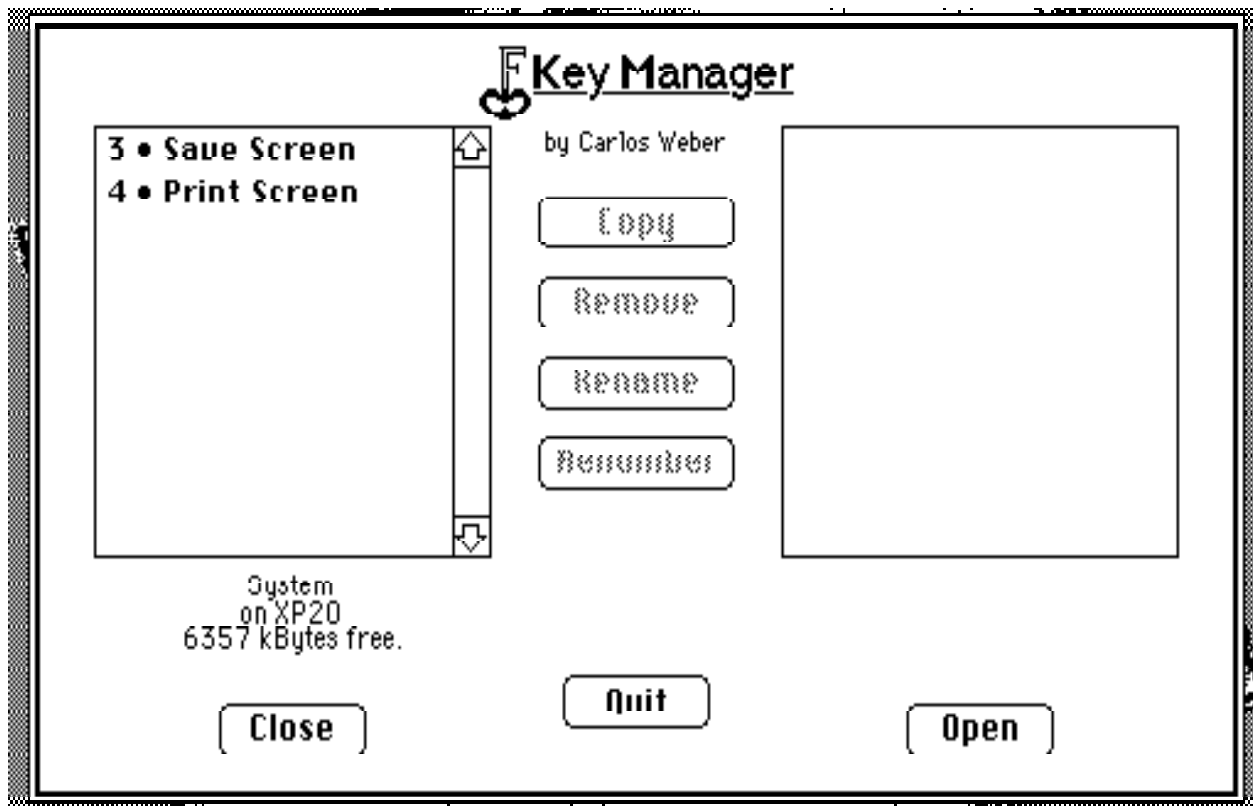 FKey Manager
by Carlos Weber
3 • Save Screen
4 • Print Screen
Copy
Remove
Rename
Renumber
System
on XP20
6357 kBytes free.
Close
Quit
Open